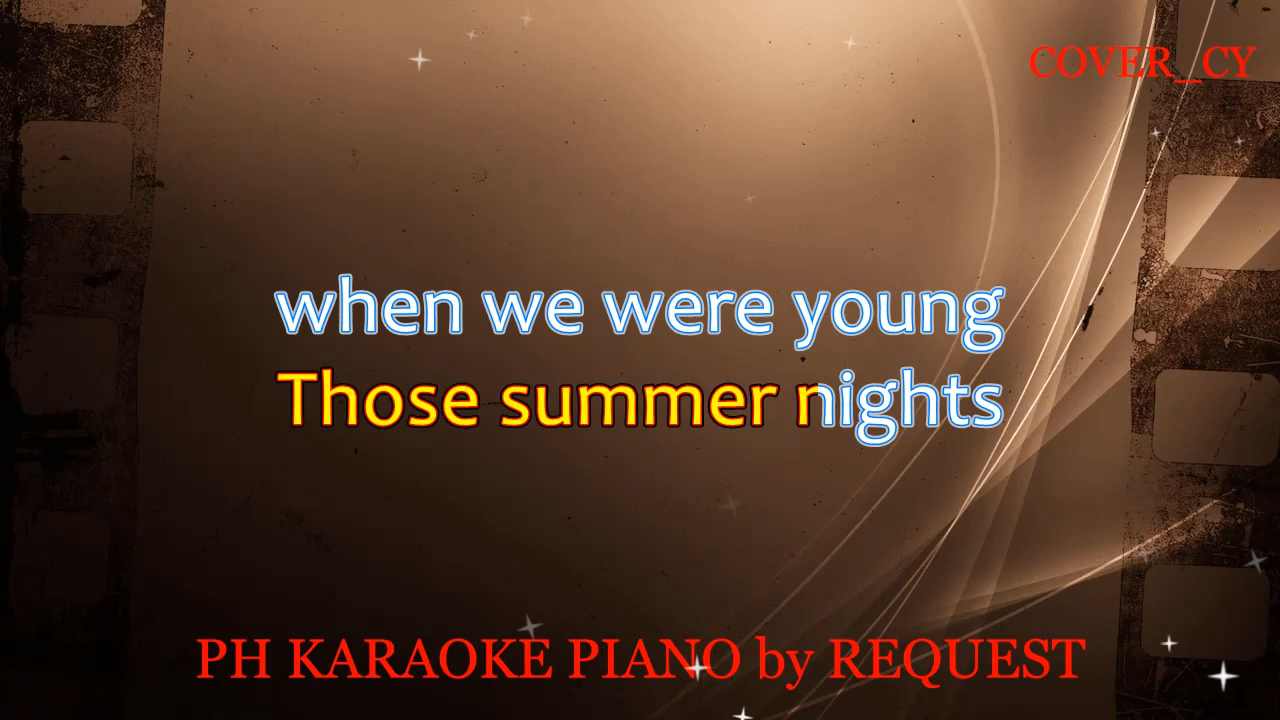 COVER_CY
when we were young
Those summer nights
PH KARAOKE PIANO by REQUEST